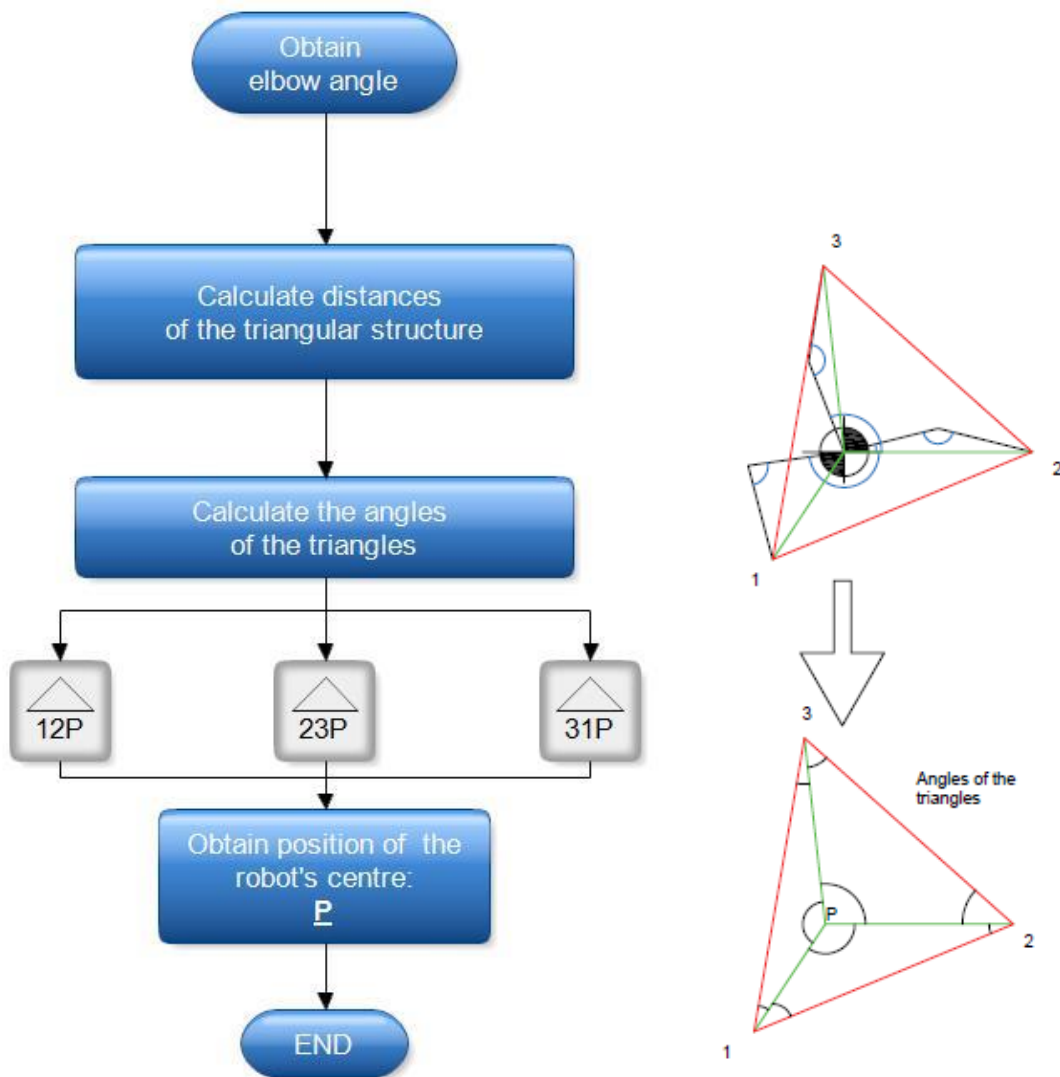 Obtain
elbow angle
Calculate distances
of the triangular structure
Calculate the angles
of the triangles
12P
23P
31P
Obtain position of the
robot's centre:
P
END
3
2
1
3
Angles of the
triangles
P
2
1